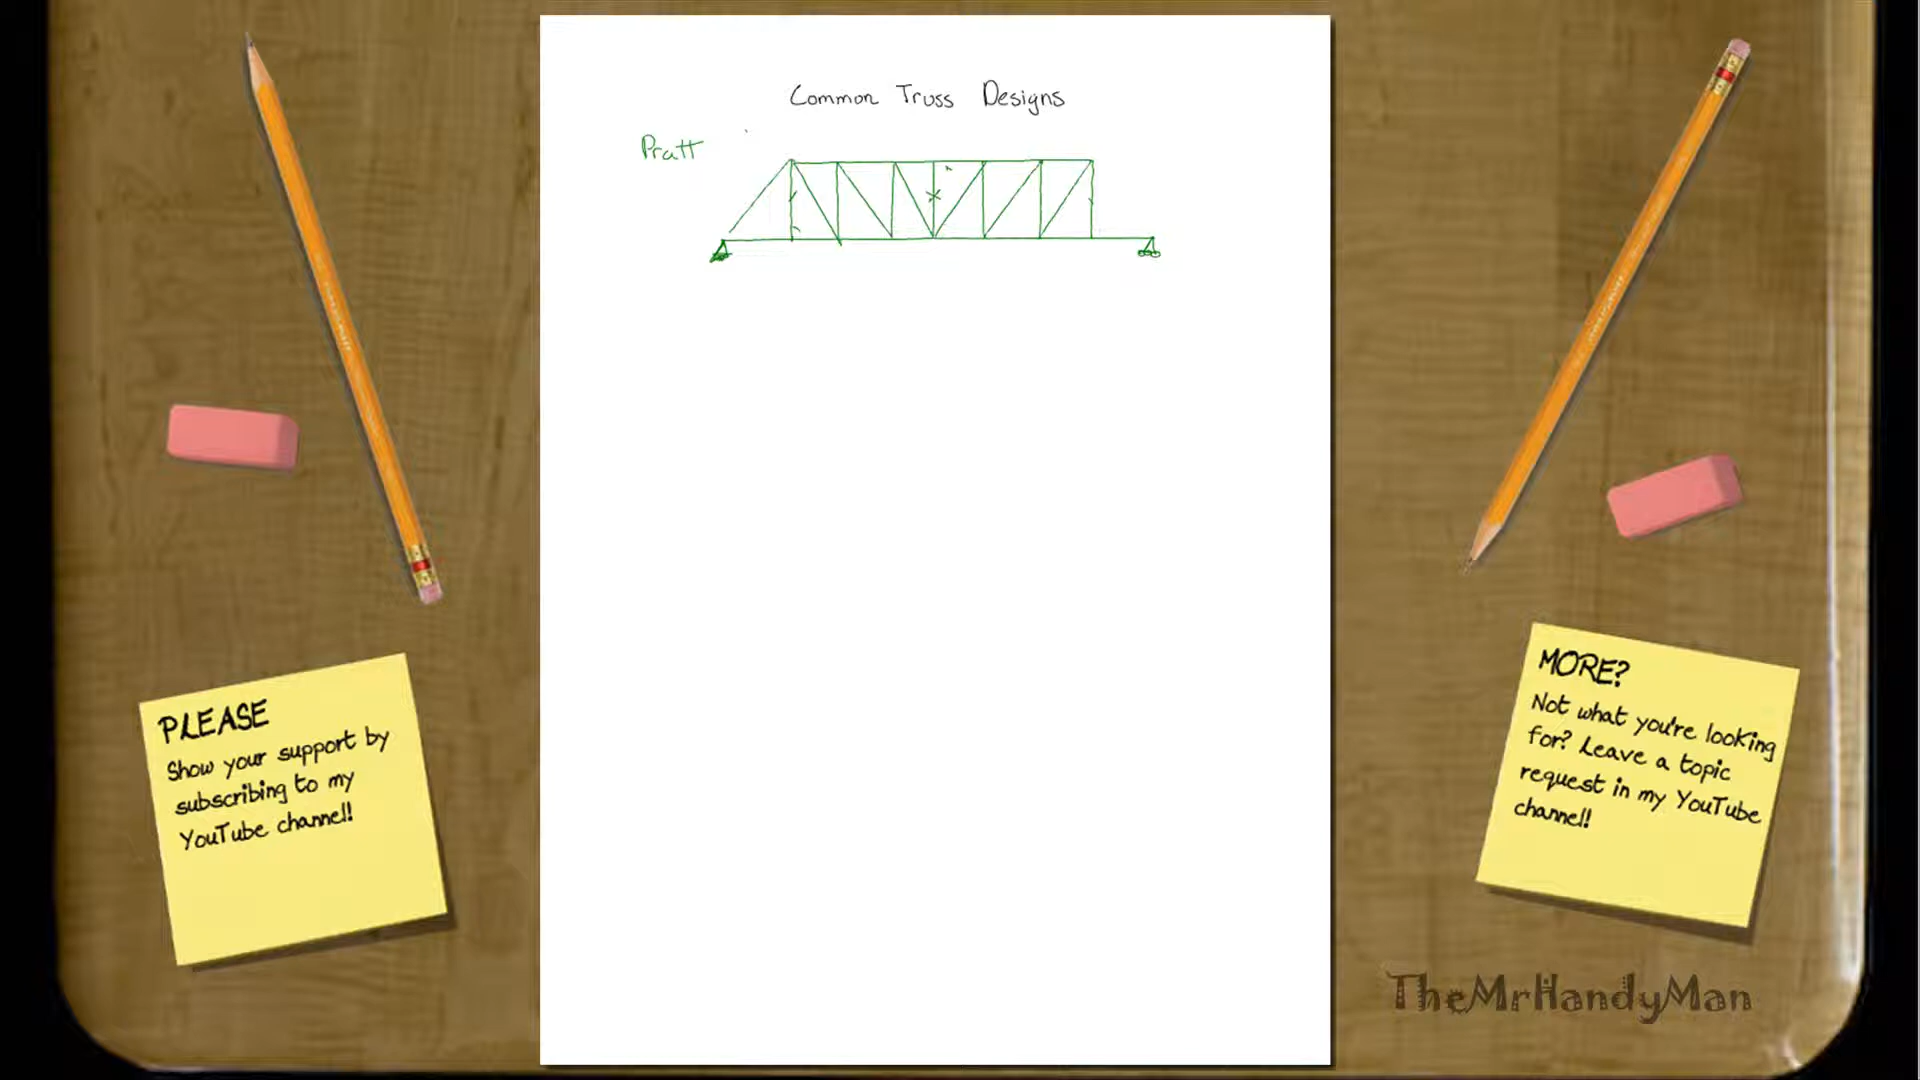 Common Truss Designs
Pratt
PLEASE
Show your support by
subscribing to my
YouTube channel!
MORE?
Not what you're looking
for? Leave a topic
request in my YouTube
channel!
TheMrHandyMan